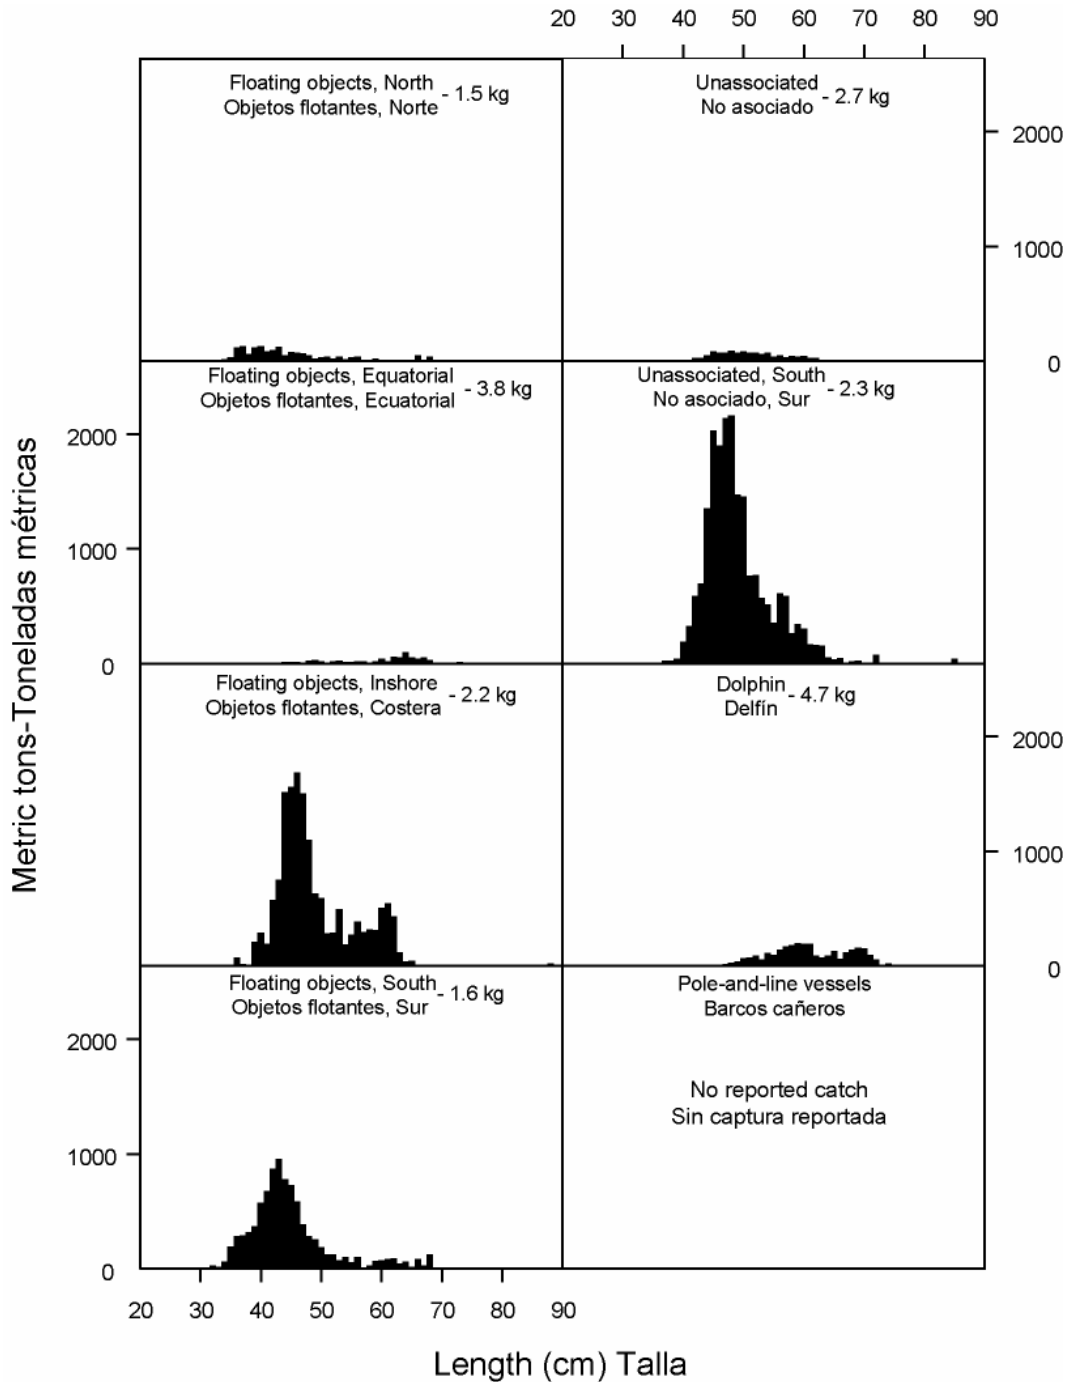 20 30 40 50 60 70 80 90
Floating objects, North
Objetos flotantes, Norte
- 1.5 kg
Unassociated
No asociado
- 2.7 kg
2000
1000
0
Floating objects, Equatorial
Objetos flotantes, Ecuatorial
- 3.8 kg
Unassociated, South
No asociado, Sur
- 2.3 kg
2000
1000
0
Metric tons-Toneladas métricas
Floating objects, Inshore
Objetos flotantes, Costera
- 2.2 kg
Dolphin
Delfín
- 4.7 kg
2000
1000
0
Floating objects, South
Objetos flotantes, Sur
- 1.6 kg
Pole-and-line vessels
Barcos cañeros
No reported catch
Sin captura reportada
2000
1000
0
20 30 40 50 60 70 80 90
Length (cm) Talla